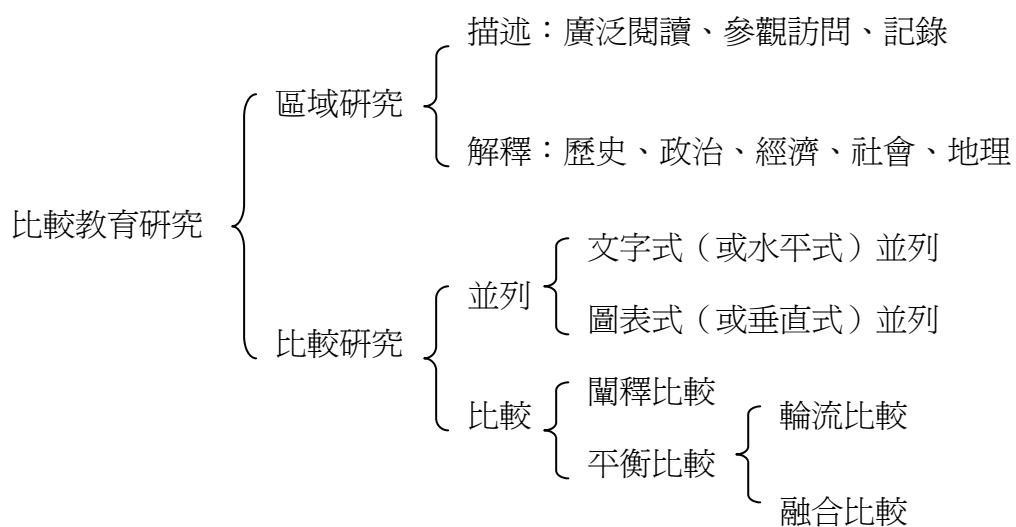 描述：廣泛閱讀、參觀訪問、記錄
區域研究
解釋：歷史、政治、經濟、社會、地理
比較教育研究
文字式（或水平式）並列
並列
圖表式（或垂直式）並列
比較研究
闡釋比較
比較
輪流比較
平衡比較
融合比較